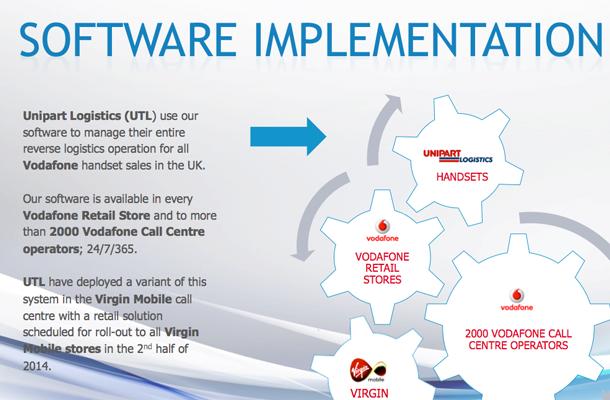 SOFTWARE IMPLEMENTATION
Unipart Logistics (UTL) use our
software to manage their entire
reverse logistics operation for all
Vodafone handset sales in the UK.
Our software is available in every
Vodafone Retail Store and to more
than 2000 Vodafone Call Centre
operators; 24/7/365.
UTL have deployed a variant of this
system in the Virgin Mobile call
centre with a retail solution
scheduled for roll-out to all Virgin
Mobile stores in the 2nd half of
2014.
UNIPART
LOGISTICS
HANDSETS
vodafone
VODAFONE
RETAIL
STORES
vodafone
2000 VODAFONE CALL
CENTRE OPERATORS
Virgin
mobile
VIRGIN